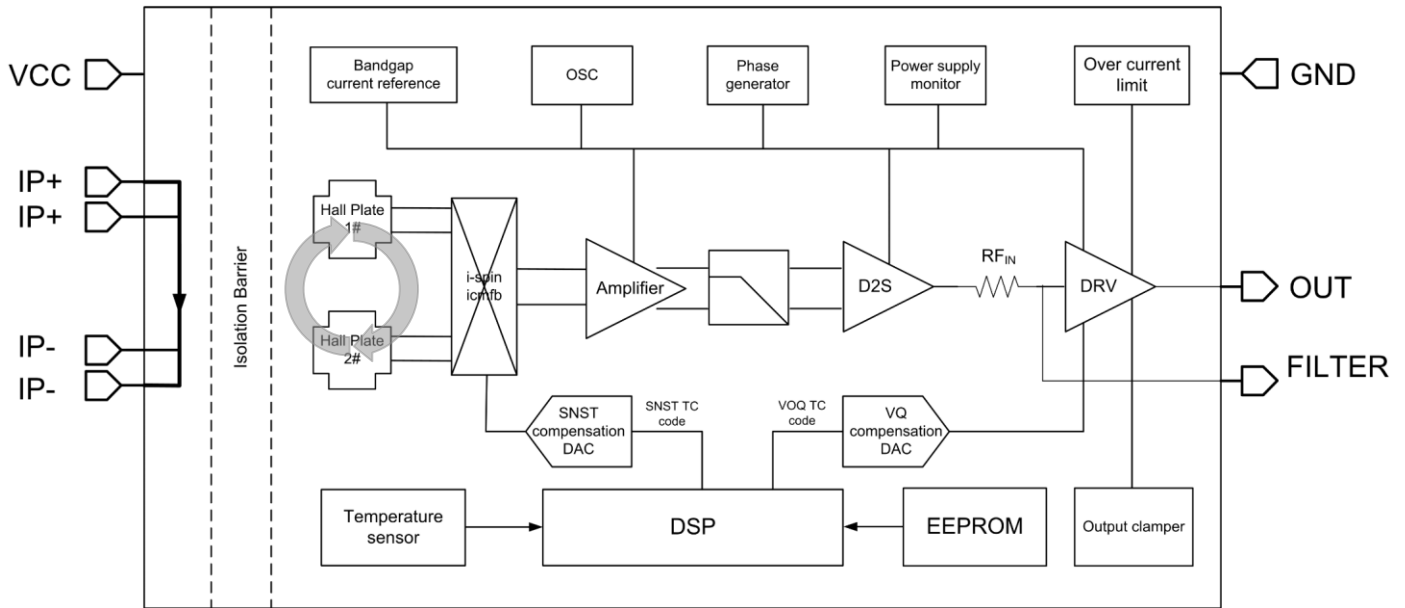 Bandgap
current reference
OSC
Phase
generator
Power supply
monitor
Over current
limit
VCC
GND
IP+
IP+
IP-
IP-
Isolation Barrier
Hall Plate
1#
Hall Plate
2#
i-spin
icmfb
Amplifier
D2S
RFIN
DRV
OUT
FILTER
SNST
compensation
DAC
SNST TC
code
VOQ TC
code
VQ
compensation
DAC
Temperature
sensor
DSP
EEPROM
Output clamper